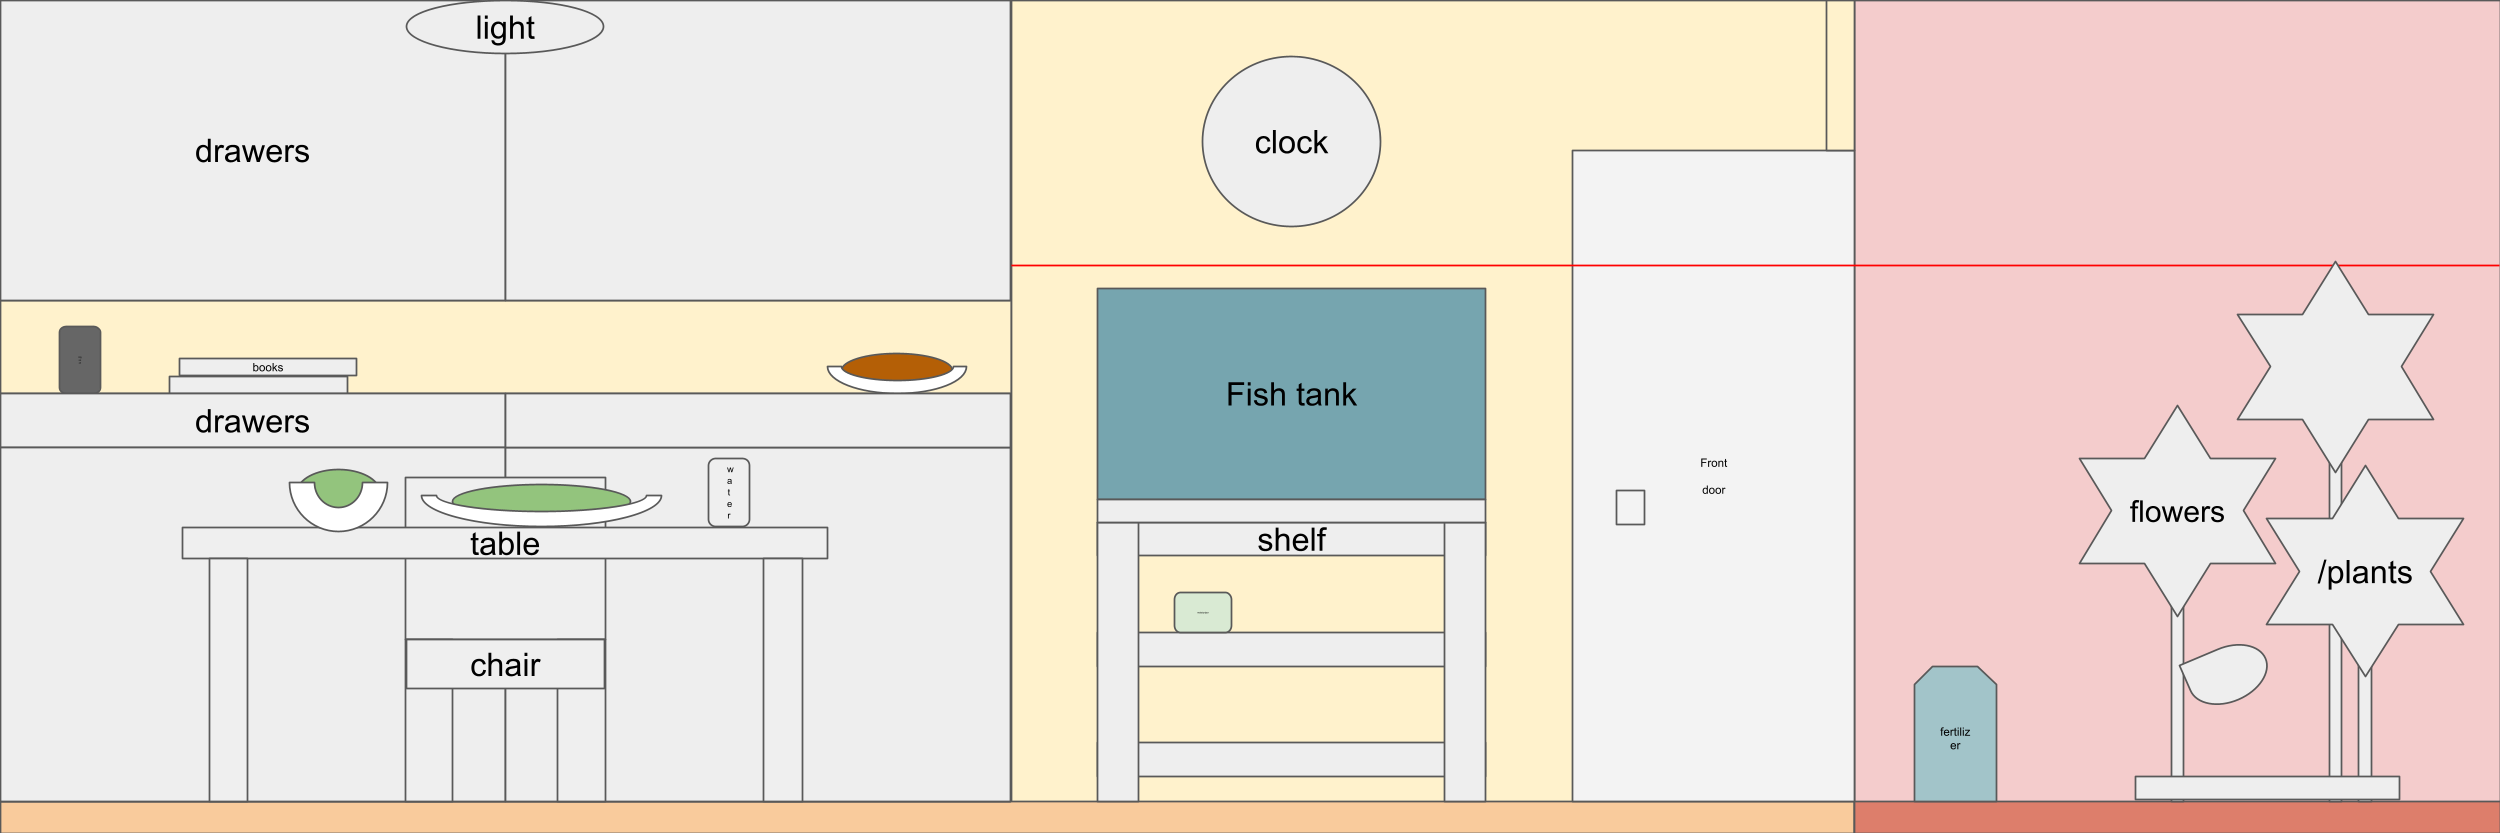 light
drawers
clock
books
drawers
Fish tank
w
a
t
e
r
Front
door
table
shelf
flowers
/plants
chair
fertiliz
er